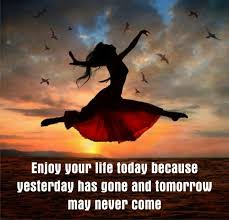 Enjoy your life today because
yesterday has gone and tomorrow
may never come